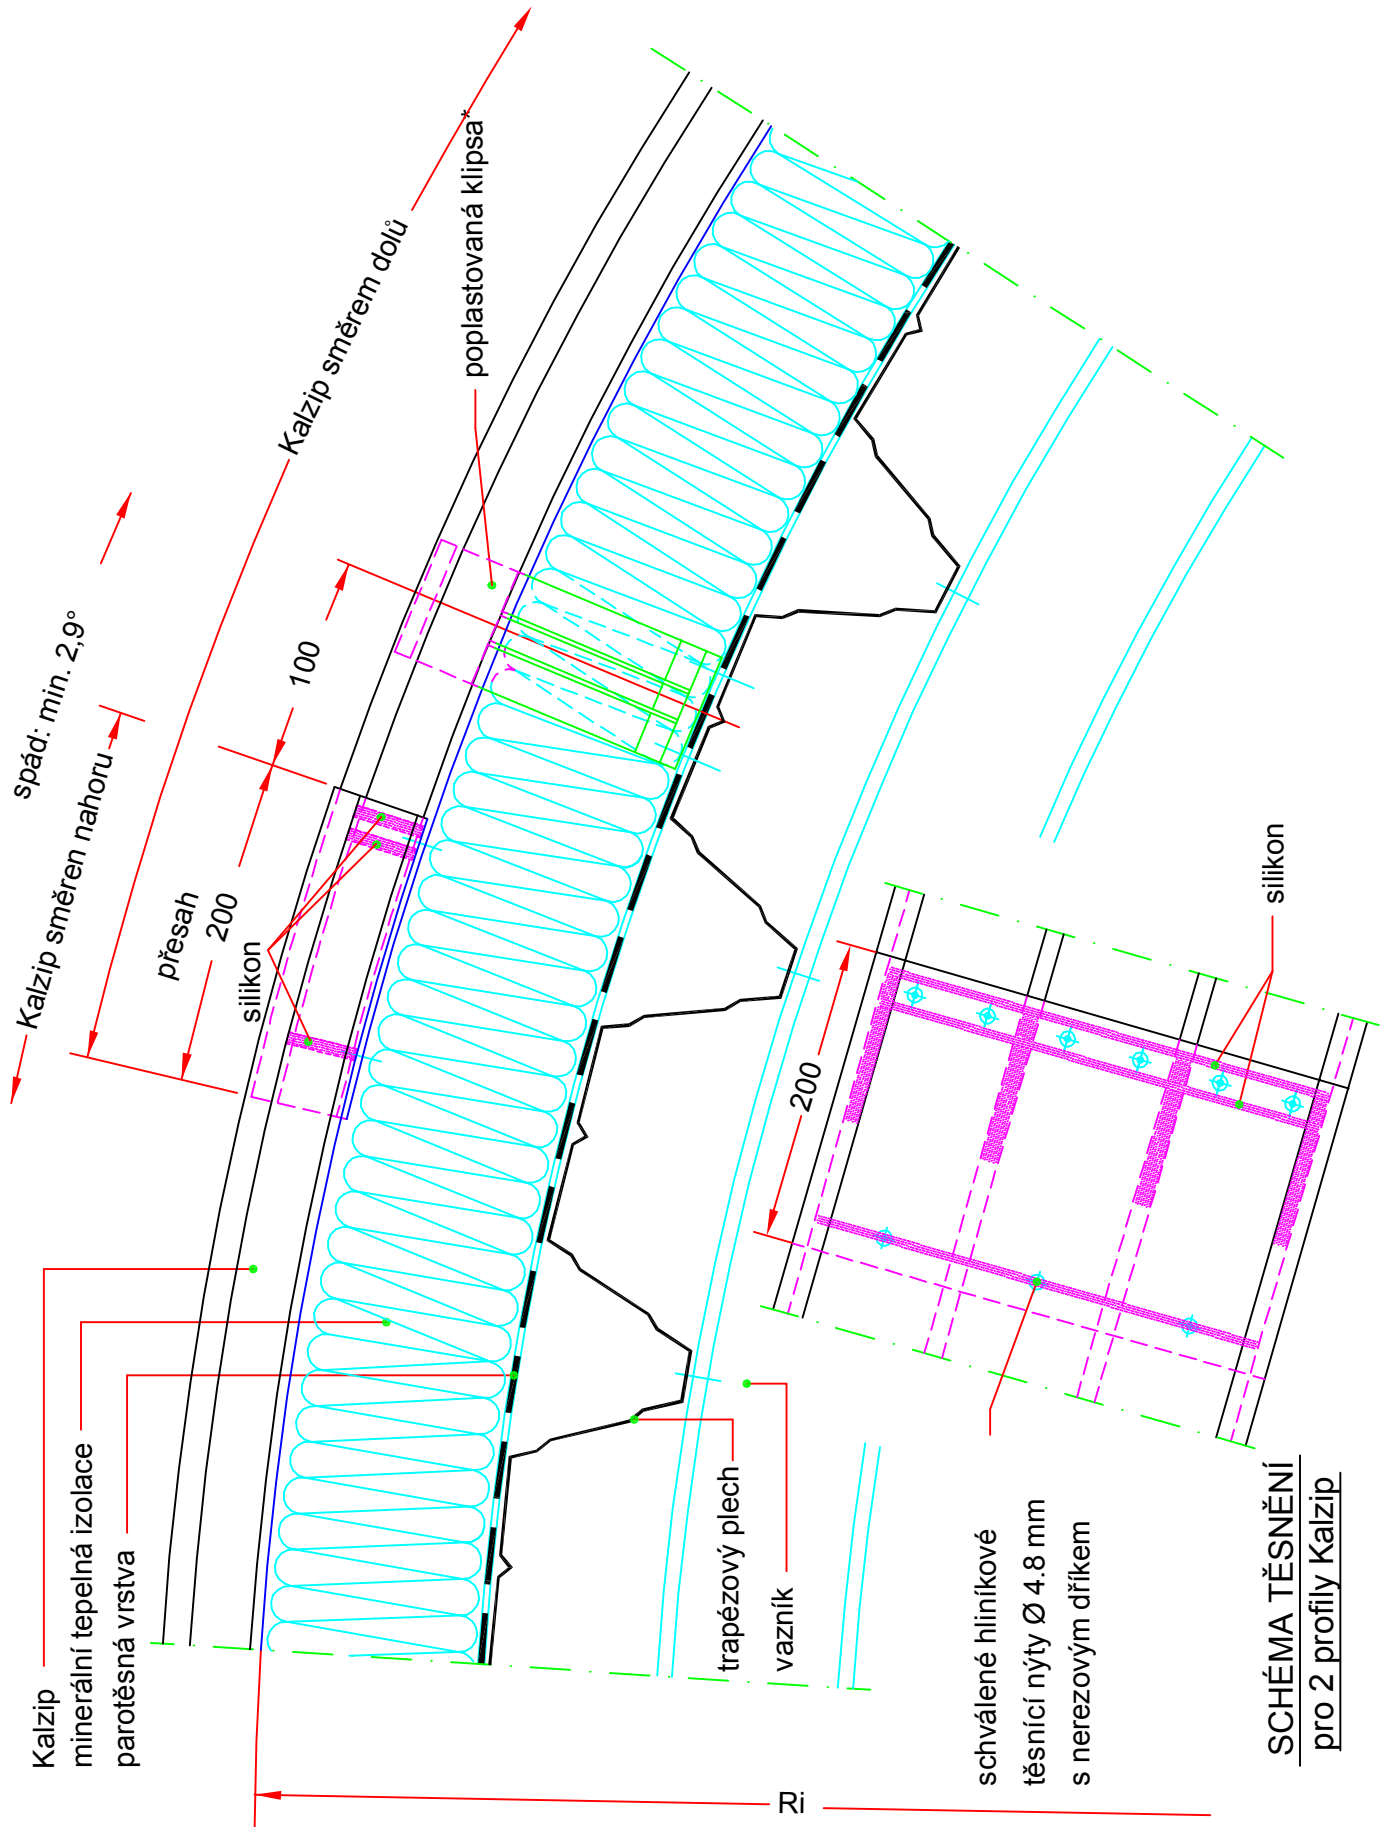 spád: min. 2,9°
Kalzip směren nahoru
Kalzip směrem dolů
přesah
200
100
silikon
poplastovaná klipsa*
Kalzip
minerální tepelná izolace
parotěsná vrstva
trapézový plech
vazník
Ri
200
silikon
schválené hliníkové
těsnící nýty Ø 4.8 mm
s nerezovým dříkem
SCHÉMA TĚSNĚNÍ
pro 2 profily Kalzip